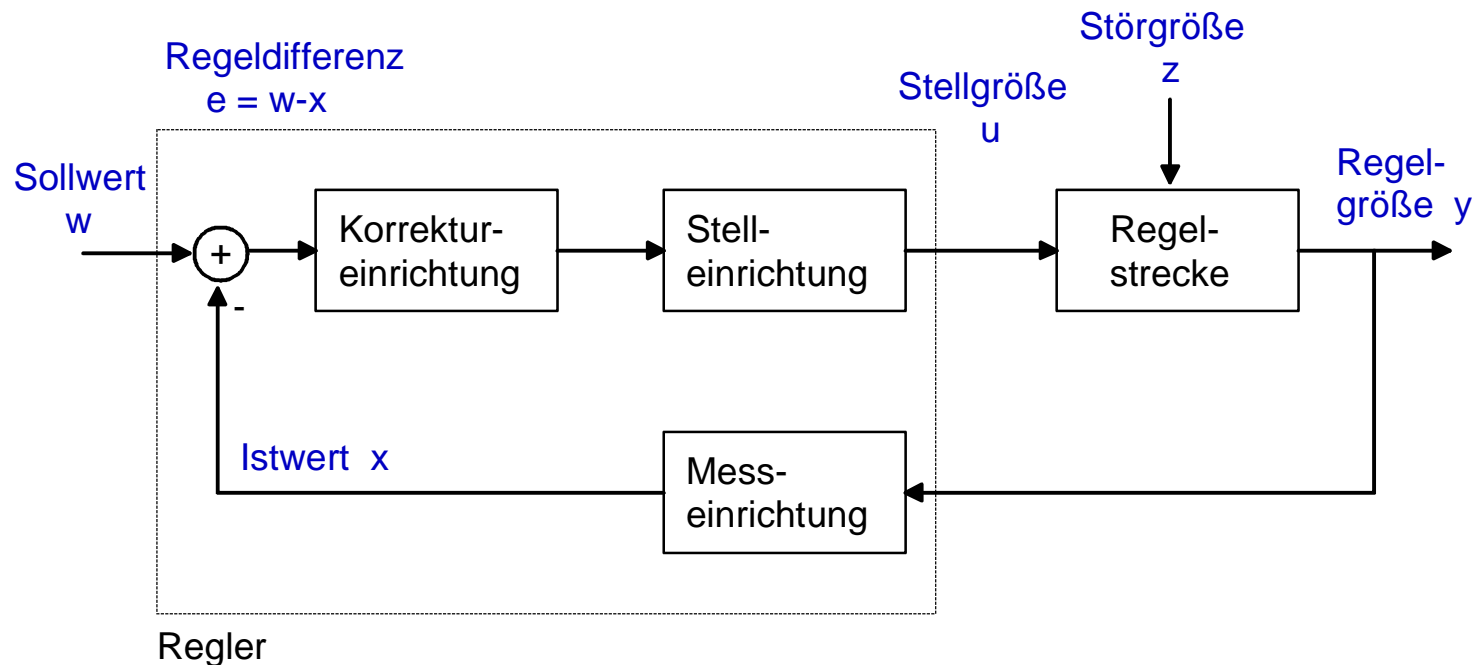 Störgröße
z
Regeldifferenz
e = w-x
Stellgröße
u
Regel-
größe y
Sollwert
w
+
-
Korrektur-
einrichtung
Stell-
einrichtung
Regel-
strecke
Istwert x
Mess-
einrichtung
Regler